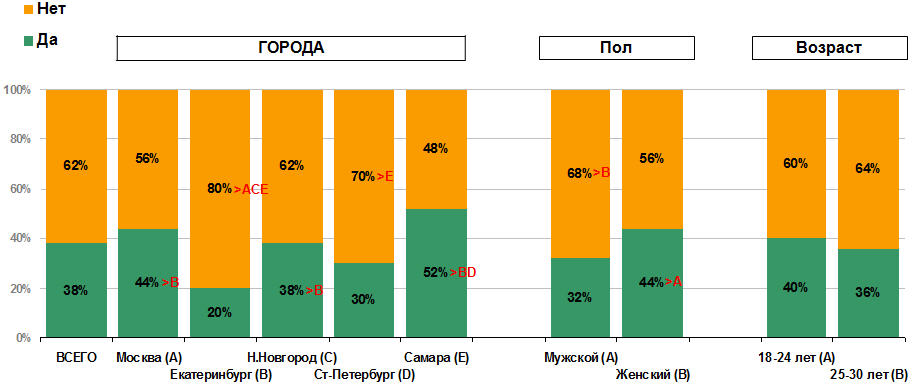 Нет
Да
ГОРОДА
Пол
Возраст
100%
80%
60%
40%
20%
0%
62%
56%
80% >ACE
62%
70% >E
48%
68% >B
56%
60%
64%
38%
44% >B
20%
38% >B
30%
52% >BD
32%
44% >A
40%
36%
ВСЕГО
Москва (A)
Екатеринбург (B)
Н.Новгород (C)
Ст-Петербург (D)
Самара (E)
Мужской (A)
Женский (B)
18-24 лет (A)
25-30 лет (B)